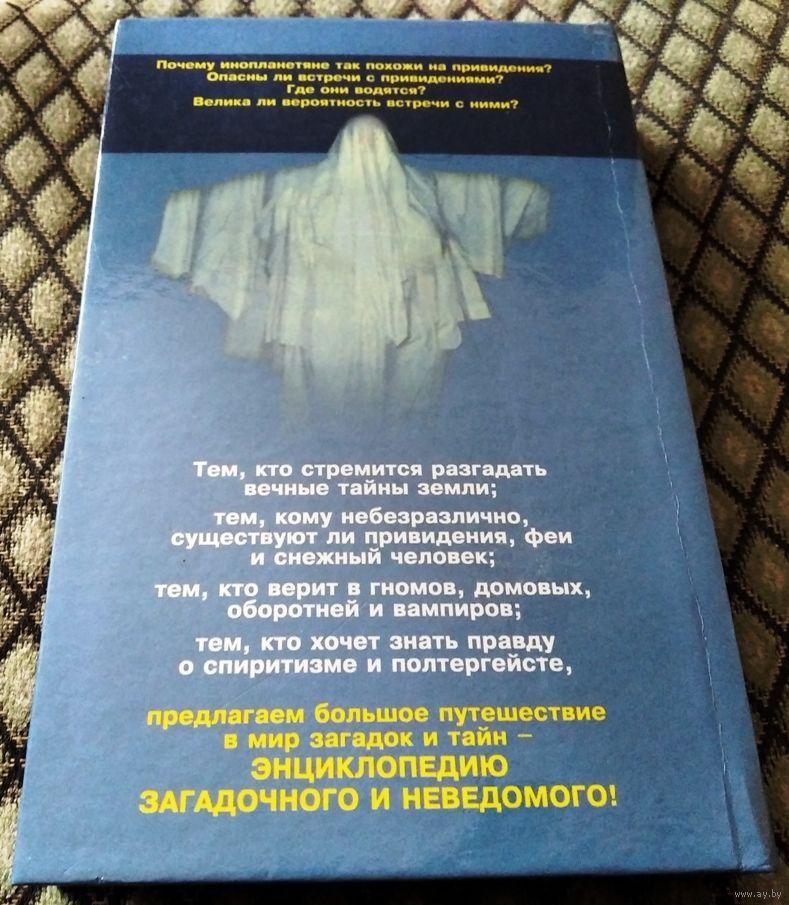 Почему инопланетяне так похожи на привидения?
Опасны ли встречи с привидениями?
Где они водятся?
Велика ли вероятность встречи с ними?
Тем, кто стремится разгадать
вечные тайны земли;
тем, кому небезразлично,
существуют ли привидения, феи
и снежный человек;
тем, кто верит в гномов, домовых,
оборотней и вампиров;
тем, кто хочет знать правду
о спиритизме и полтергейсте,
предлагаем большое путешествие
в мир загадок и тайн –
ЭНЦИКЛОПЕДИЮ
ЗАГАДОЧНОГО И НЕВЕДОМОГО!
www.ay.by